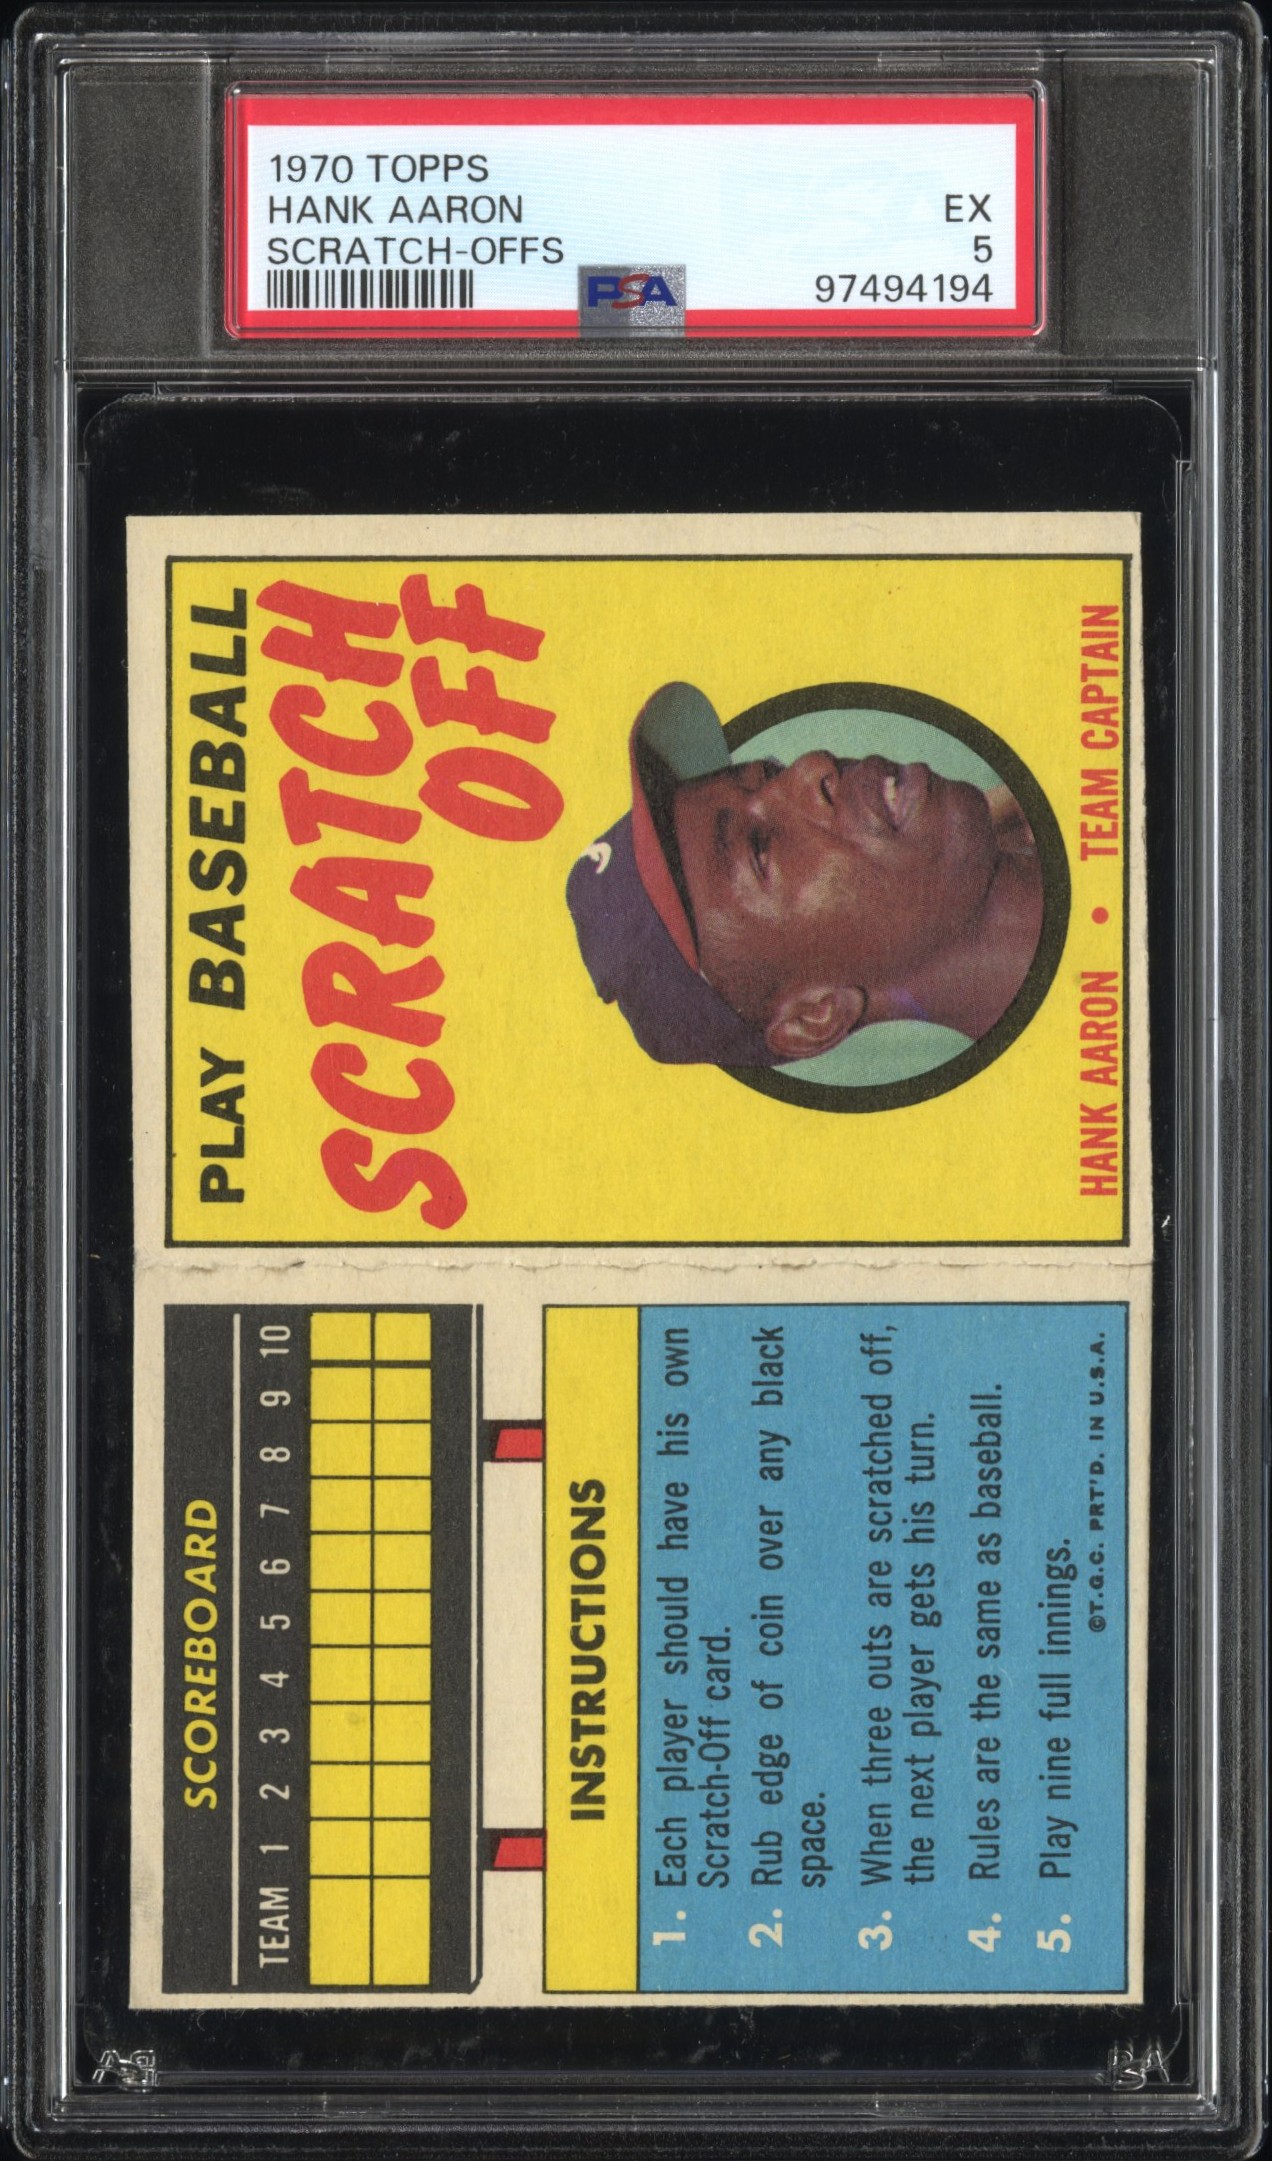 1970 TOPPS
HANK AARON
SCRATCH-OFFS
EX
5
97494194
PSA
PLAY BASEBALL
SCRATCH
OFF
HANK AARON • TEAM CAPTAIN
SCOREBOARD
TEAM 1 2 3 4 5 6 7 8 9 10
INSTRUCTIONS
1. Each player should have his own
Scratch-Off card.
2. Rub edge of coin over any black
space.
3. When three outs are scratched off,
the next player gets his turn.
4. Rules are the same as baseball.
5. Play nine full innings.
©T.G.C. PRT'D. IN U.S.A.
PSA
PSA